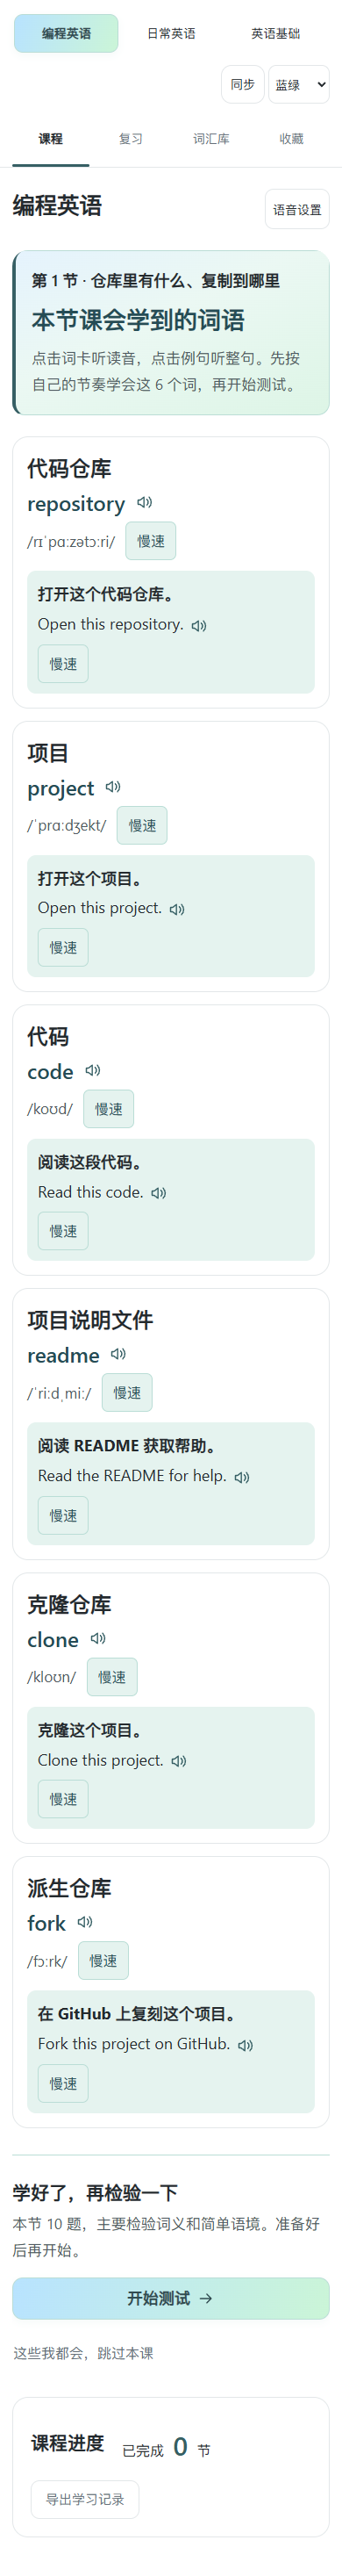 编程英语 日常英语 英语基础
同步 蓝绿
课程 复习 词汇库 收藏
编程英语 语音设置
第 1 节 · 仓库里有什么、复制到哪里
本节课会学到的词语
点击词卡听读音，点击例句听整句。先按
自己的节奏学会这 6 个词，再开始测试。
代码仓库
repository
/rɪˈpɑːzətɔːri/ 慢速
打开这个代码仓库。
Open this repository.
慢速
项目
project
/ˈprɑːdʒekt/ 慢速
打开这个项目。
Open this project.
慢速
代码
code
/koʊd/ 慢速
阅读这段代码。
Read this code.
慢速
项目说明文件
readme
/ˈriːdˌmiː/ 慢速
阅读 README 获取帮助。
Read the README for help.
慢速
克隆仓库
clone
/kloʊn/ 慢速
克隆这个项目。
Clone this project.
慢速
派生仓库
fork
/fɔːrk/ 慢速
在 GitHub 上复刻这个项目。
Fork this project on GitHub.
慢速
学好了，再检验一下
本节 10 题，主要检验词义和简单语境。准备好
后再开始。
开始测试 →
这些我都会，跳过本课
课程进度 已完成 0 节
导出学习记录